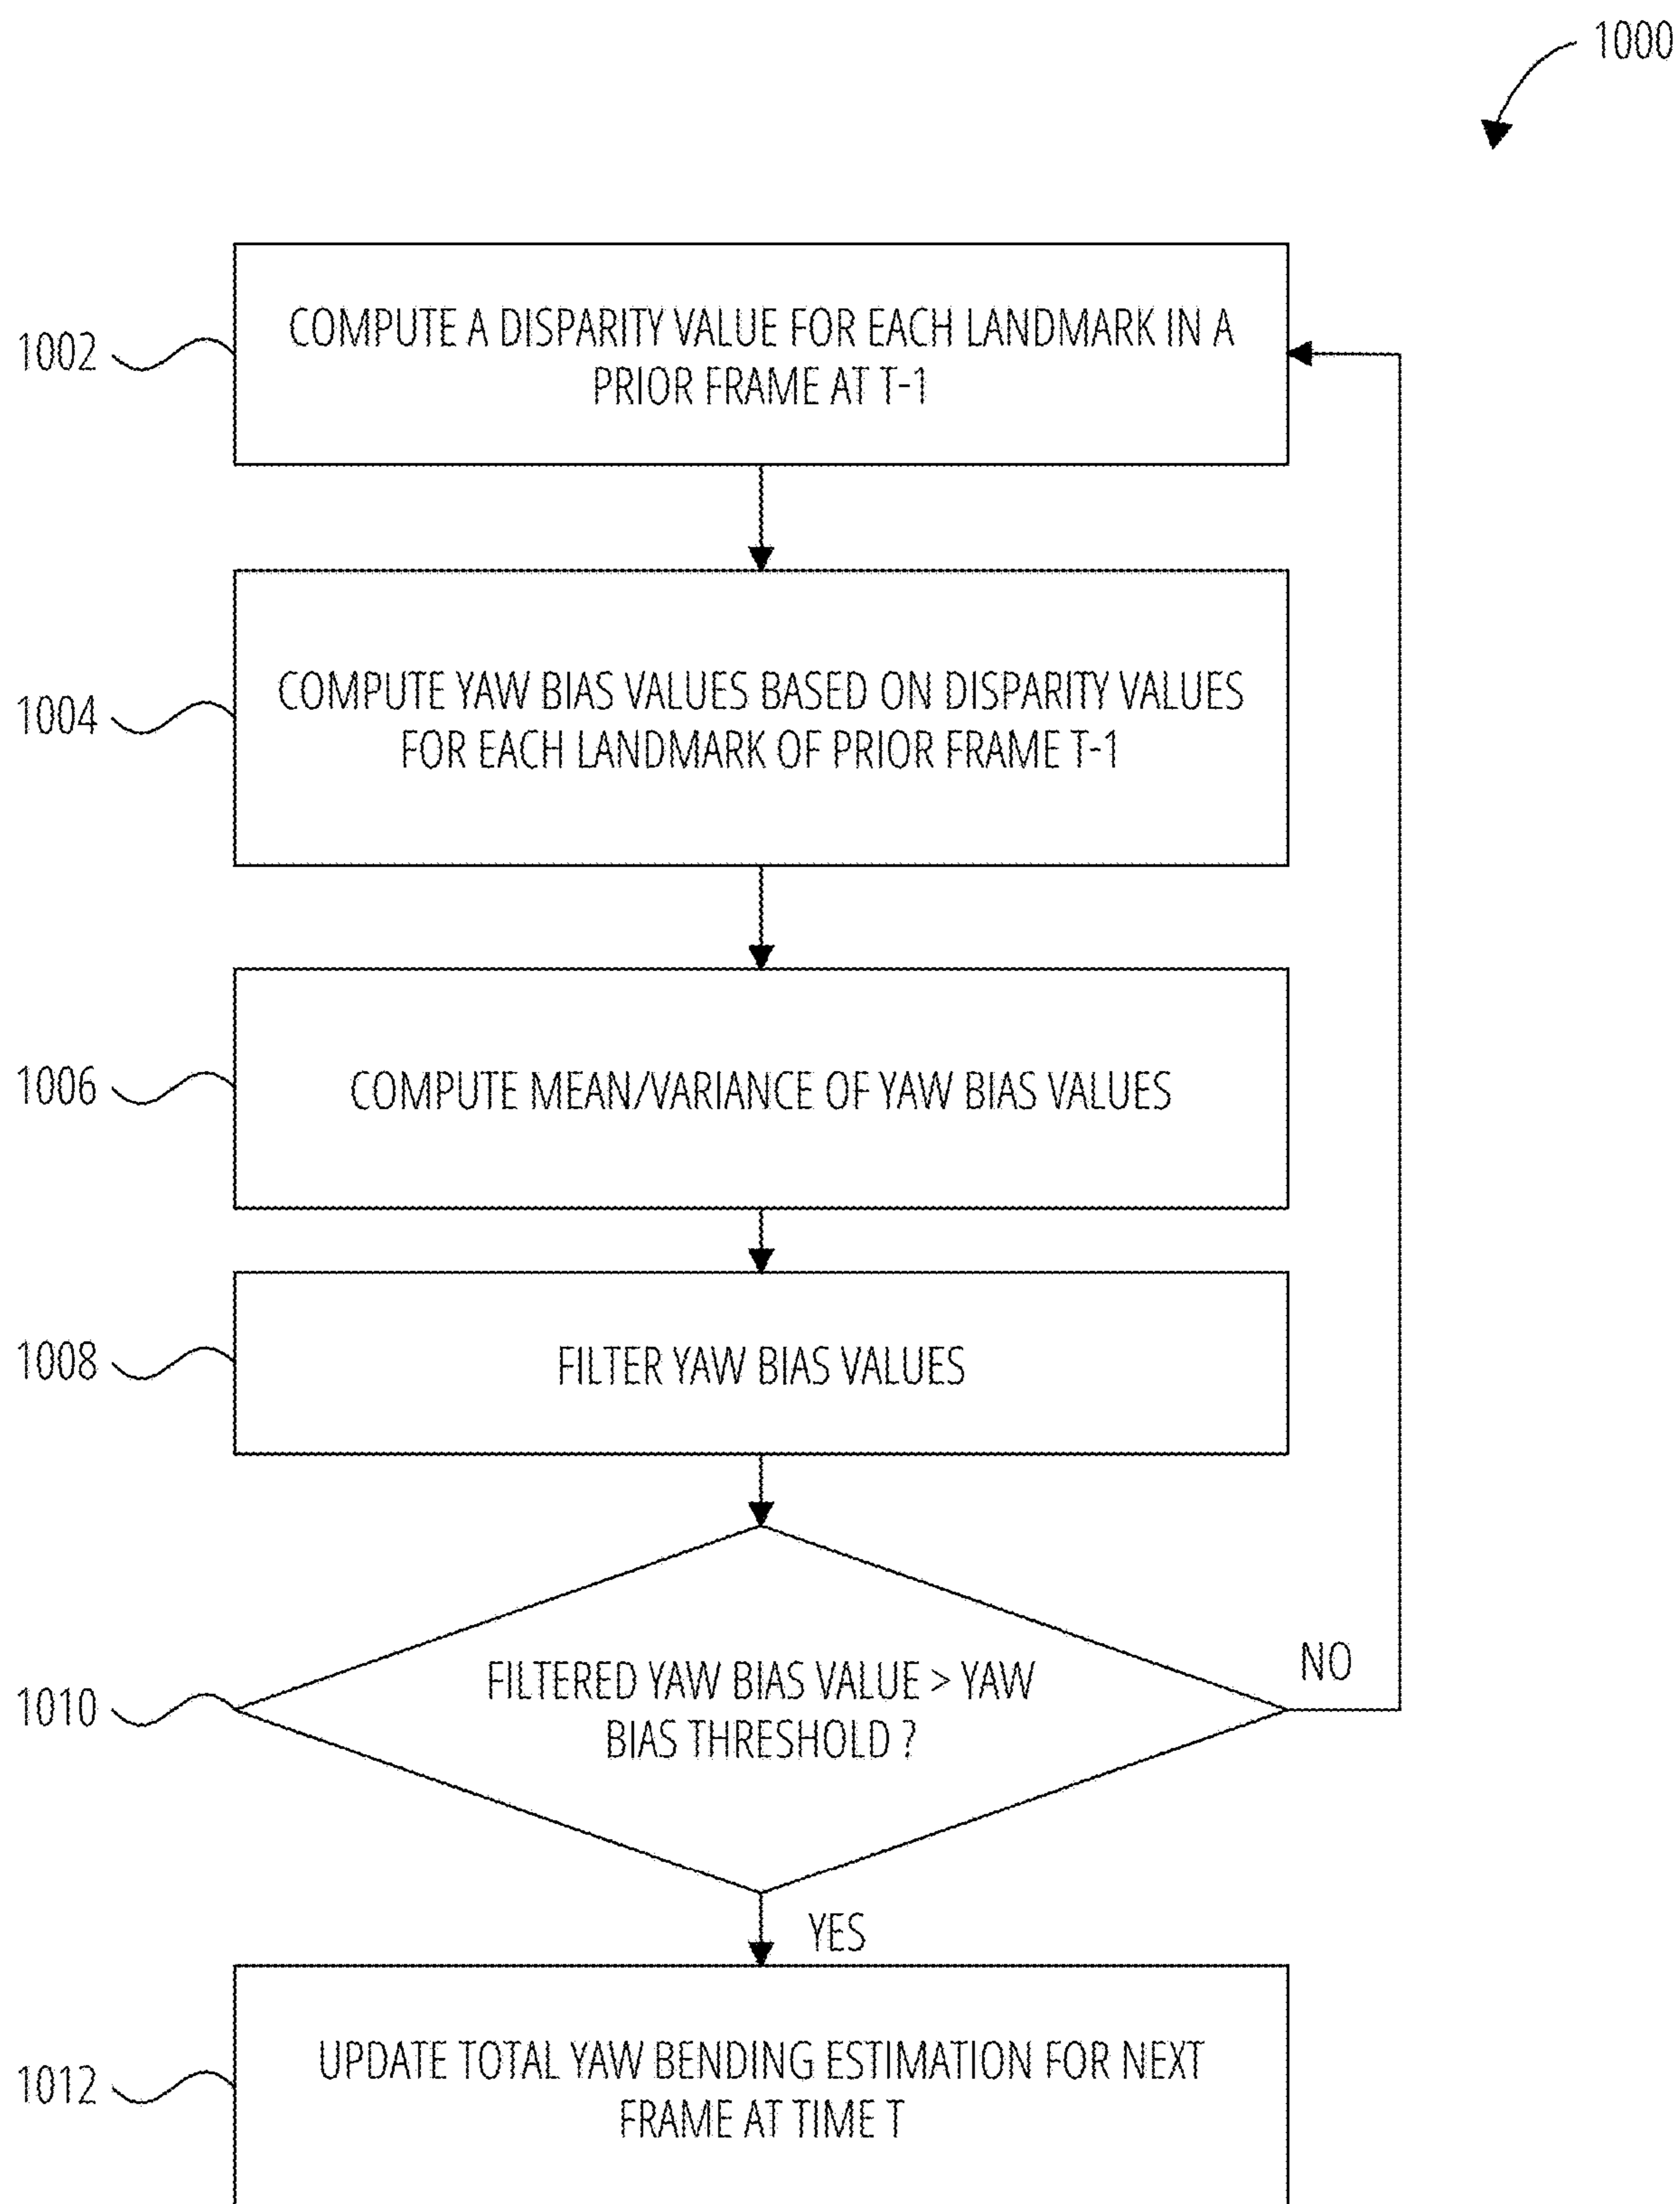 1000
1002
COMPUTE A DISPARITY VALUE FOR EACH LANDMARK IN A
PRIOR FRAME AT T-1
1004
COMPUTE YAW BIAS VALUES BASED ON DISPARITY VALUES
FOR EACH LANDMARK OF PRIOR FRAME T-1
1006
COMPUTE MEAN/VARIANCE OF YAW BIAS VALUES
1008
FILTER YAW BIAS VALUES
1010
FILTERED YAW BIAS VALUE > YAW
BIAS THRESHOLD ?
NO
YES
1012
UPDATE TOTAL YAW BENDING ESTIMATION FOR NEXT
FRAME AT TIME T